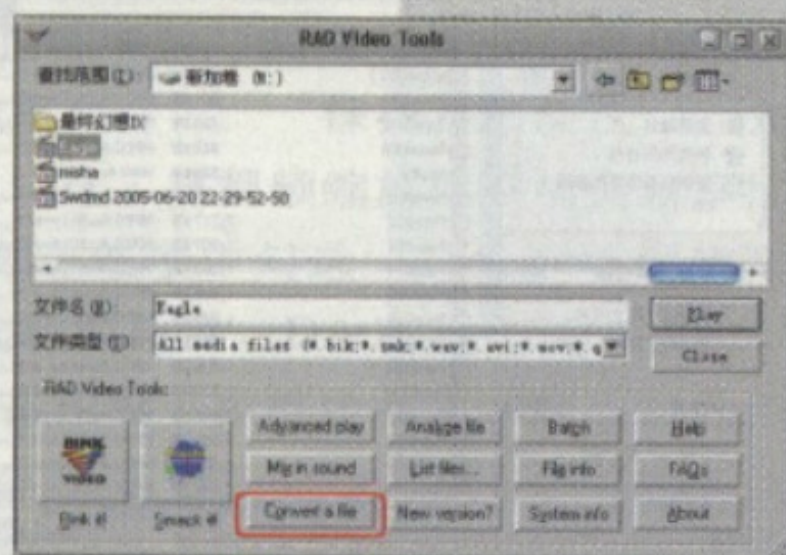 RAD Video Tools
查找范围(I): 新加卷 (H:)
最终幻想IX
nisha
Swdmd 2005-06-20 22-29-52-50
文件名(N): Eagle Play
文件类型(T): All media files (*.bik;*.smk;*.wav;*.avi;*.mov;*.q Close
RAD Video Tools:
BINK VIDEO
Advanced play Analyze file Batch Help
Mix in sound List files... File info FAQs
Bink it! Smack it! Convert a file New version? System info About